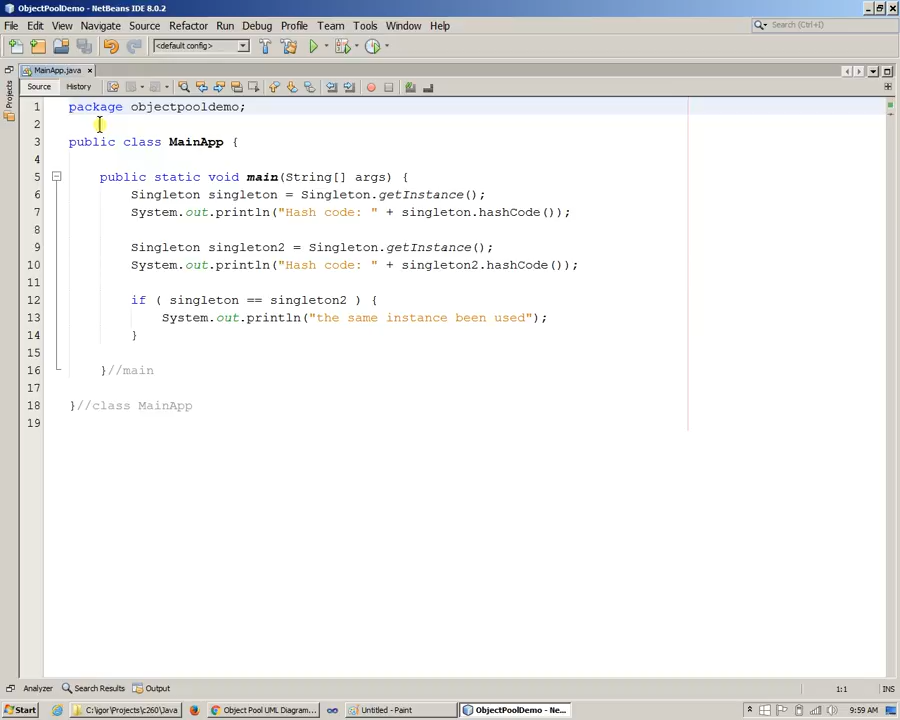 ObjectPoolDemo - NetBeans IDE 8.0.2
File Edit View Navigate Source Refactor Run Debug Profile Team Tools Window Help
Search (Ctrl+I)
<default config>
MainApp.java
Projects
Source History
1 package objectpooldemo;
2
3 public class MainApp {
4
5 public static void main(String[] args) {
6 Singleton singleton = Singleton.getInstance();
7 System.out.println("Hash code: " + singleton.hashCode());
8
9 Singleton singleton2 = Singleton.getInstance();
10 System.out.println("Hash code: " + singleton2.hashCode());
11
12 if ( singleton == singleton2 ) {
13 System.out.println("the same instance been used");
14 }
15
16 }//main
17
18 }//class MainApp
19
Analyzer Search Results Output 1:1 INS
Start C:\igor\Projects\c260\Java\ Object Pool UML Diagram... Untitled - Paint ObjectPoolDemo - Ne... 9:59 AM